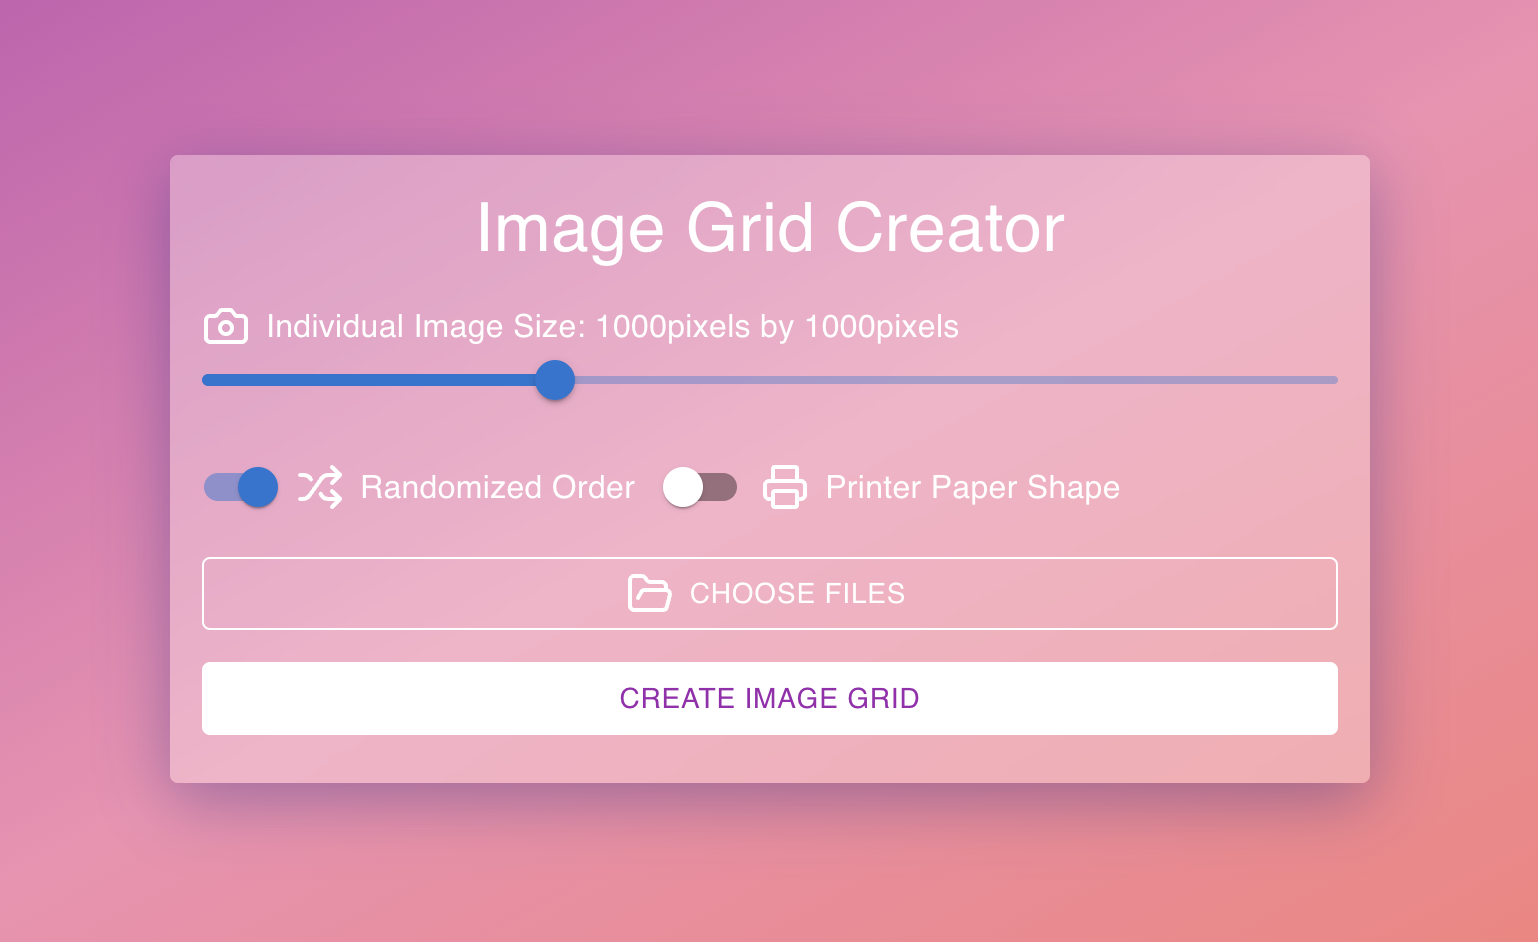 Image Grid Creator
Individual Image Size: 1000pixels by 1000pixels
Randomized Order Printer Paper Shape
CHOOSE FILES
CREATE IMAGE GRID